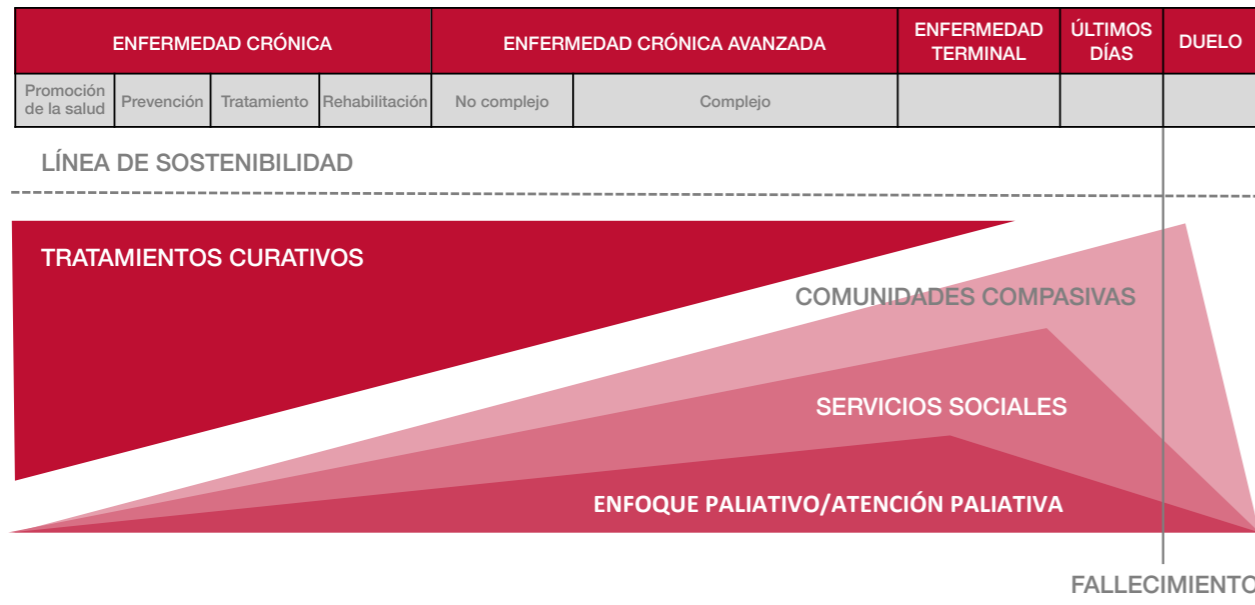 ENFERMEDAD CRÓNICA
ENFERMEDAD CRÓNICA AVANZADA
ENFERMEDAD
TERMINAL
ÚLTIMOS
DÍAS
DUELO
Promoción
de la salud
Prevención
Tratamiento
Rehabilitación
No complejo
Complejo
LÍNEA DE SOSTENIBILIDAD
TRATAMIENTOS CURATIVOS
COMUNIDADES COMPASIVAS
SERVICIOS SOCIALES
ENFOQUE PALIATIVO/ATENCIÓN PALIATIVA
FALLECIMIENTO